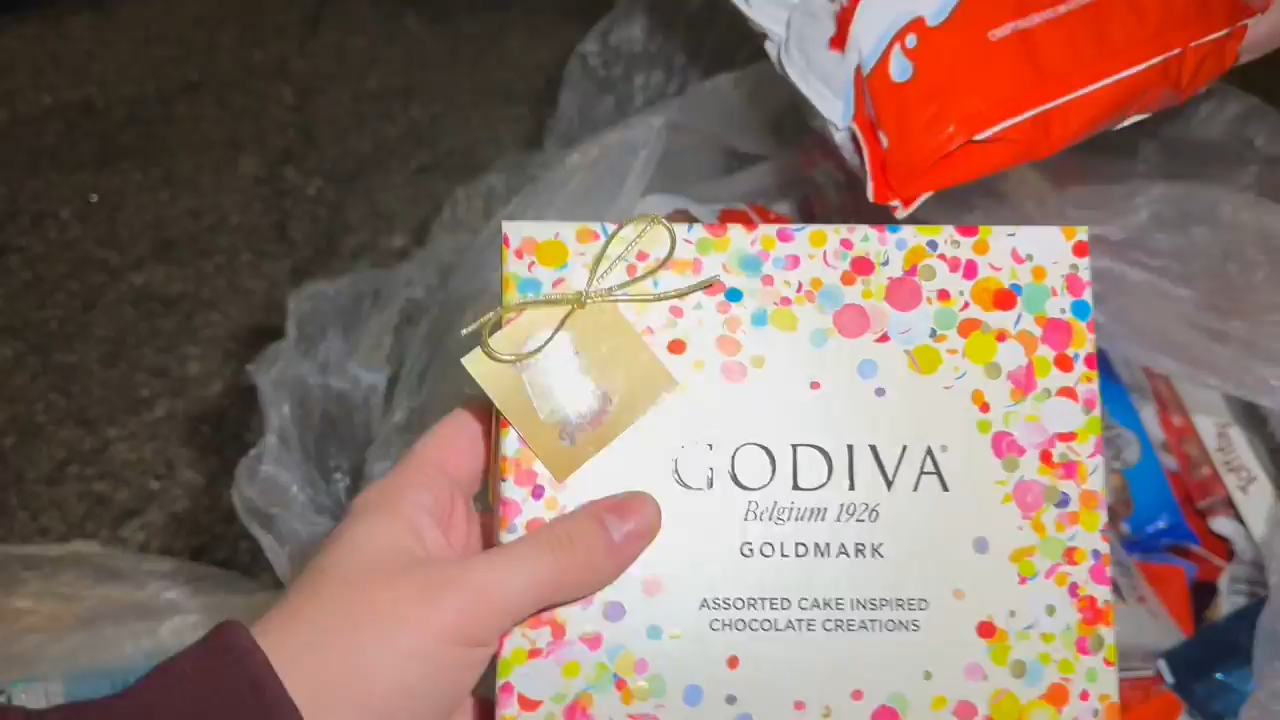 GODIVA
Belgium 1926
GOLDMARK
ASSORTED CAKE INSPIRED
CHOCOLATE CREATIONS